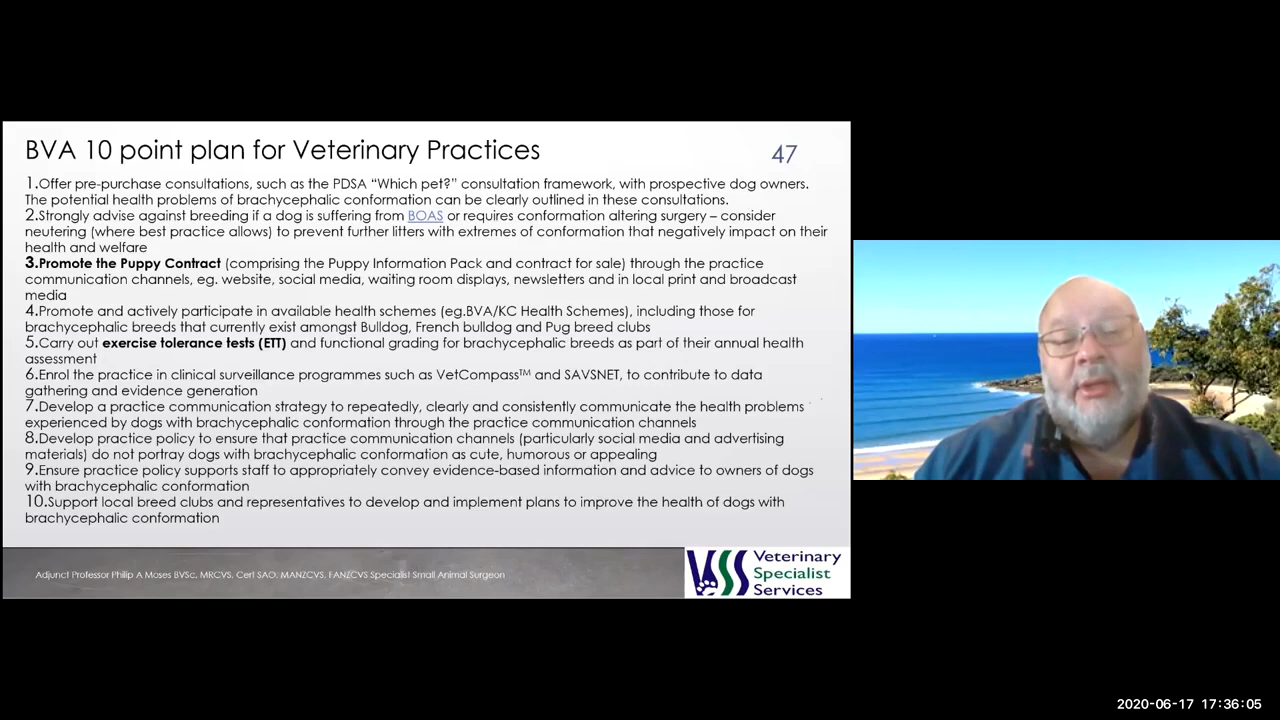 BVA 10 point plan for Veterinary Practices
47
1.Offer pre-purchase consultations, such as the PDSA “Which pet?” consultation framework, with prospective dog owners.
The potential health problems of brachycephalic conformation can be clearly outlined in these consultations.
2.Strongly advise against breeding if a dog is suffering from BOAS or requires conformation altering surgery – consider
neutering (where best practice allows) to prevent further litters with extremes of conformation that negatively impact on their
health and welfare
3.Promote the Puppy Contract (comprising the Puppy Information Pack and contract for sale) through the practice
communication channels, eg. website, social media, waiting room displays, newsletters and in local print and broadcast
media
4.Promote and actively participate in available health schemes (eg.BVA/KC Health Schemes), including those for
brachycephalic breeds that currently exist amongst Bulldog, French bulldog and Pug breed clubs
5.Carry out exercise tolerance tests (ETT) and functional grading for brachycephalic breeds as part of their annual health
assessment
6.Enrol the practice in clinical surveillance programmes such as VetCompass™ and SAVSNET, to contribute to data
gathering and evidence generation
7.Develop a practice communication strategy to repeatedly, clearly and consistently communicate the health problems
experienced by dogs with brachycephalic conformation through the practice communication channels
8.Develop practice policy to ensure that practice communication channels (particularly social media and advertising
materials) do not portray dogs with brachycephalic conformation as cute, humorous or appealing
9.Ensure practice policy supports staff to appropriately convey evidence-based information and advice to owners of dogs
with brachycephalic conformation
10.Support local breed clubs and representatives to develop and implement plans to improve the health of dogs with
brachycephalic conformation
Adjunct Professor Philip A Moses BVSc, MRCVS, Cert SAO, MANZCVS, FANZCVS Specialist Small Animal Surgeon
VSS
Veterinary
Specialist
Services
2020-06-17 17:36:05